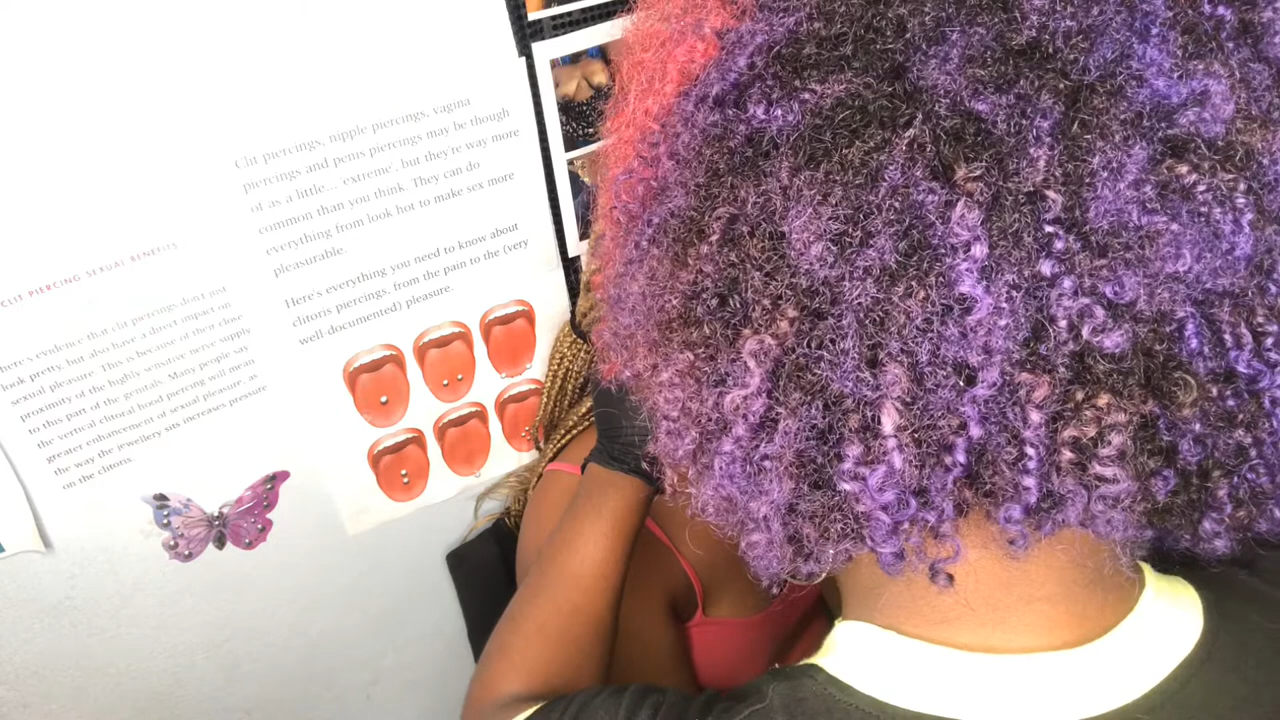 CLIT PIERCING SEXUAL BENEFITS
here's evidence that clit piercings don't just
look pretty, but also have a direct impact on
sexual pleasure. This is because of their close
proximity of the highly sensitive nerve supply
to this part of the genitals. Many people say
the vertical clitoral hood piercing will mean
greater enhancement of sexual pleasure, as
the way the jewellery sits increases pressure
on the clitoris.
Clit piercings, nipple piercings, vagina
piercings and penis piercings may be though
of as a little... 'extreme', but they're way more
common than you think. They can do
everything from look hot to make sex more
pleasurable.
Here's everything you need to know about
clitoris piercings, from the pain to the (very
well-documented) pleasure.